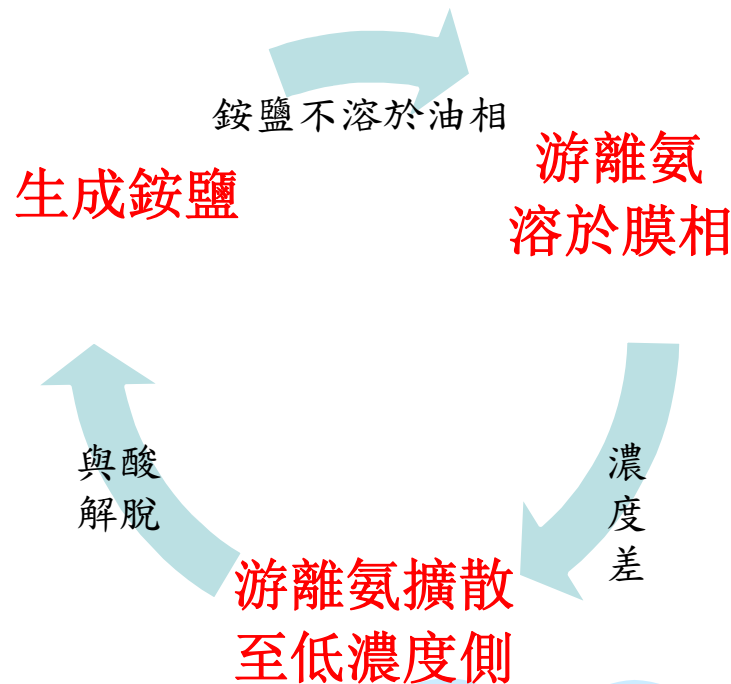 銨鹽不溶於油相
游離氨
溶於膜相
生成銨鹽
濃
度
差
與酸
解脫
游離氨擴散
至低濃度側